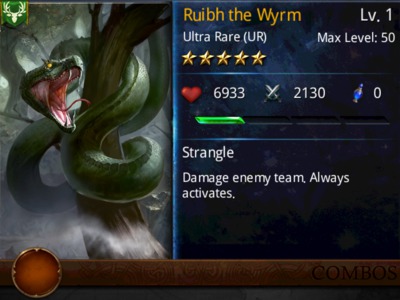 Ruibh the Wyrm Lv. 1
Ultra Rare (UR) Max Level: 50
6933 2130 0
Strangle
Damage enemy team. Always
activates.
COMBOS